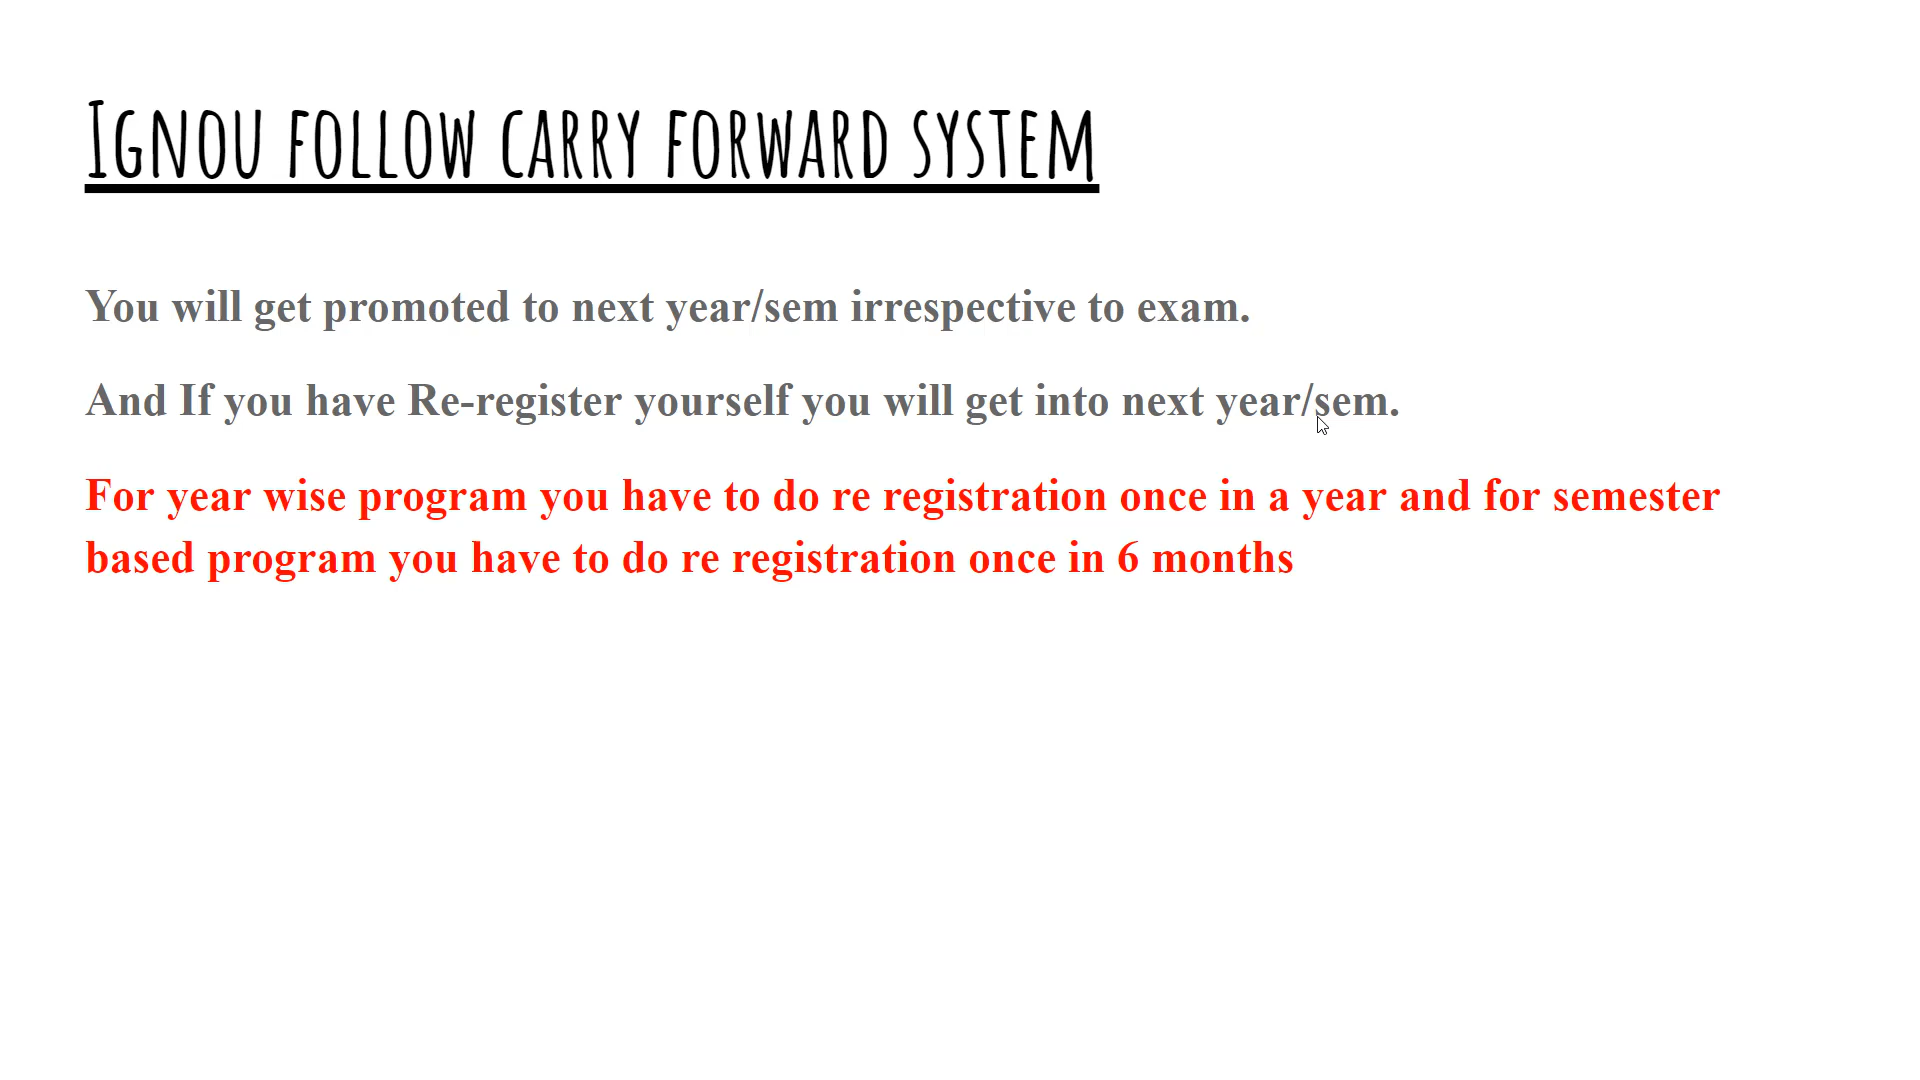 Ignou follow carry forward system
You will get promoted to next year/sem irrespective to exam.
And If you have Re-register yourself you will get into next year/sem.
For year wise program you have to do re registration once in a year and for semester
based program you have to do re registration once in 6 months